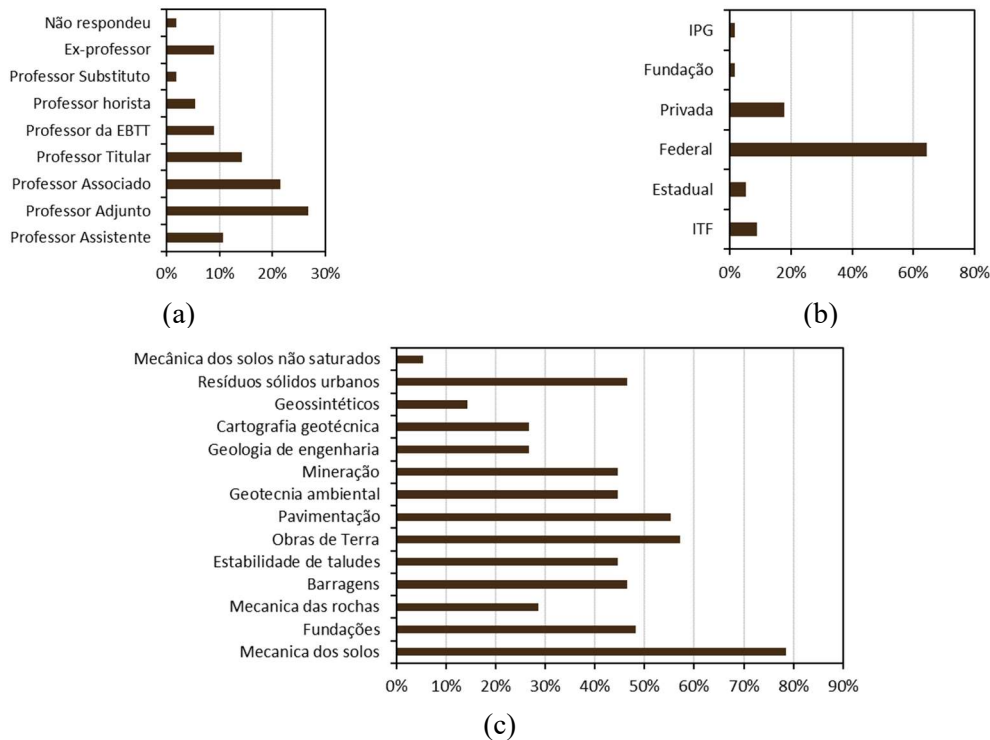 Não respondeu
Ex-professor
Professor Substituto
Professor horista
Professor da EBTT
Professor Titular
Professor Associado
Professor Adjunto
Professor Assistente
0% 10% 20% 30%
(a)
IPG
Fundação
Privada
Federal
Estadual
ITF
0% 20% 40% 60% 80%
(b)
Mecânica dos solos não saturados
Resíduos sólidos urbanos
Geossintéticos
Cartografia geotécnica
Geologia de engenharia
Mineração
Geotecnia ambiental
Pavimentação
Obras de Terra
Estabilidade de taludes
Barragens
Mecanica das rochas
Fundações
Mecanica dos solos
0% 10% 20% 30% 40% 50% 60% 70% 80% 90%
(c)